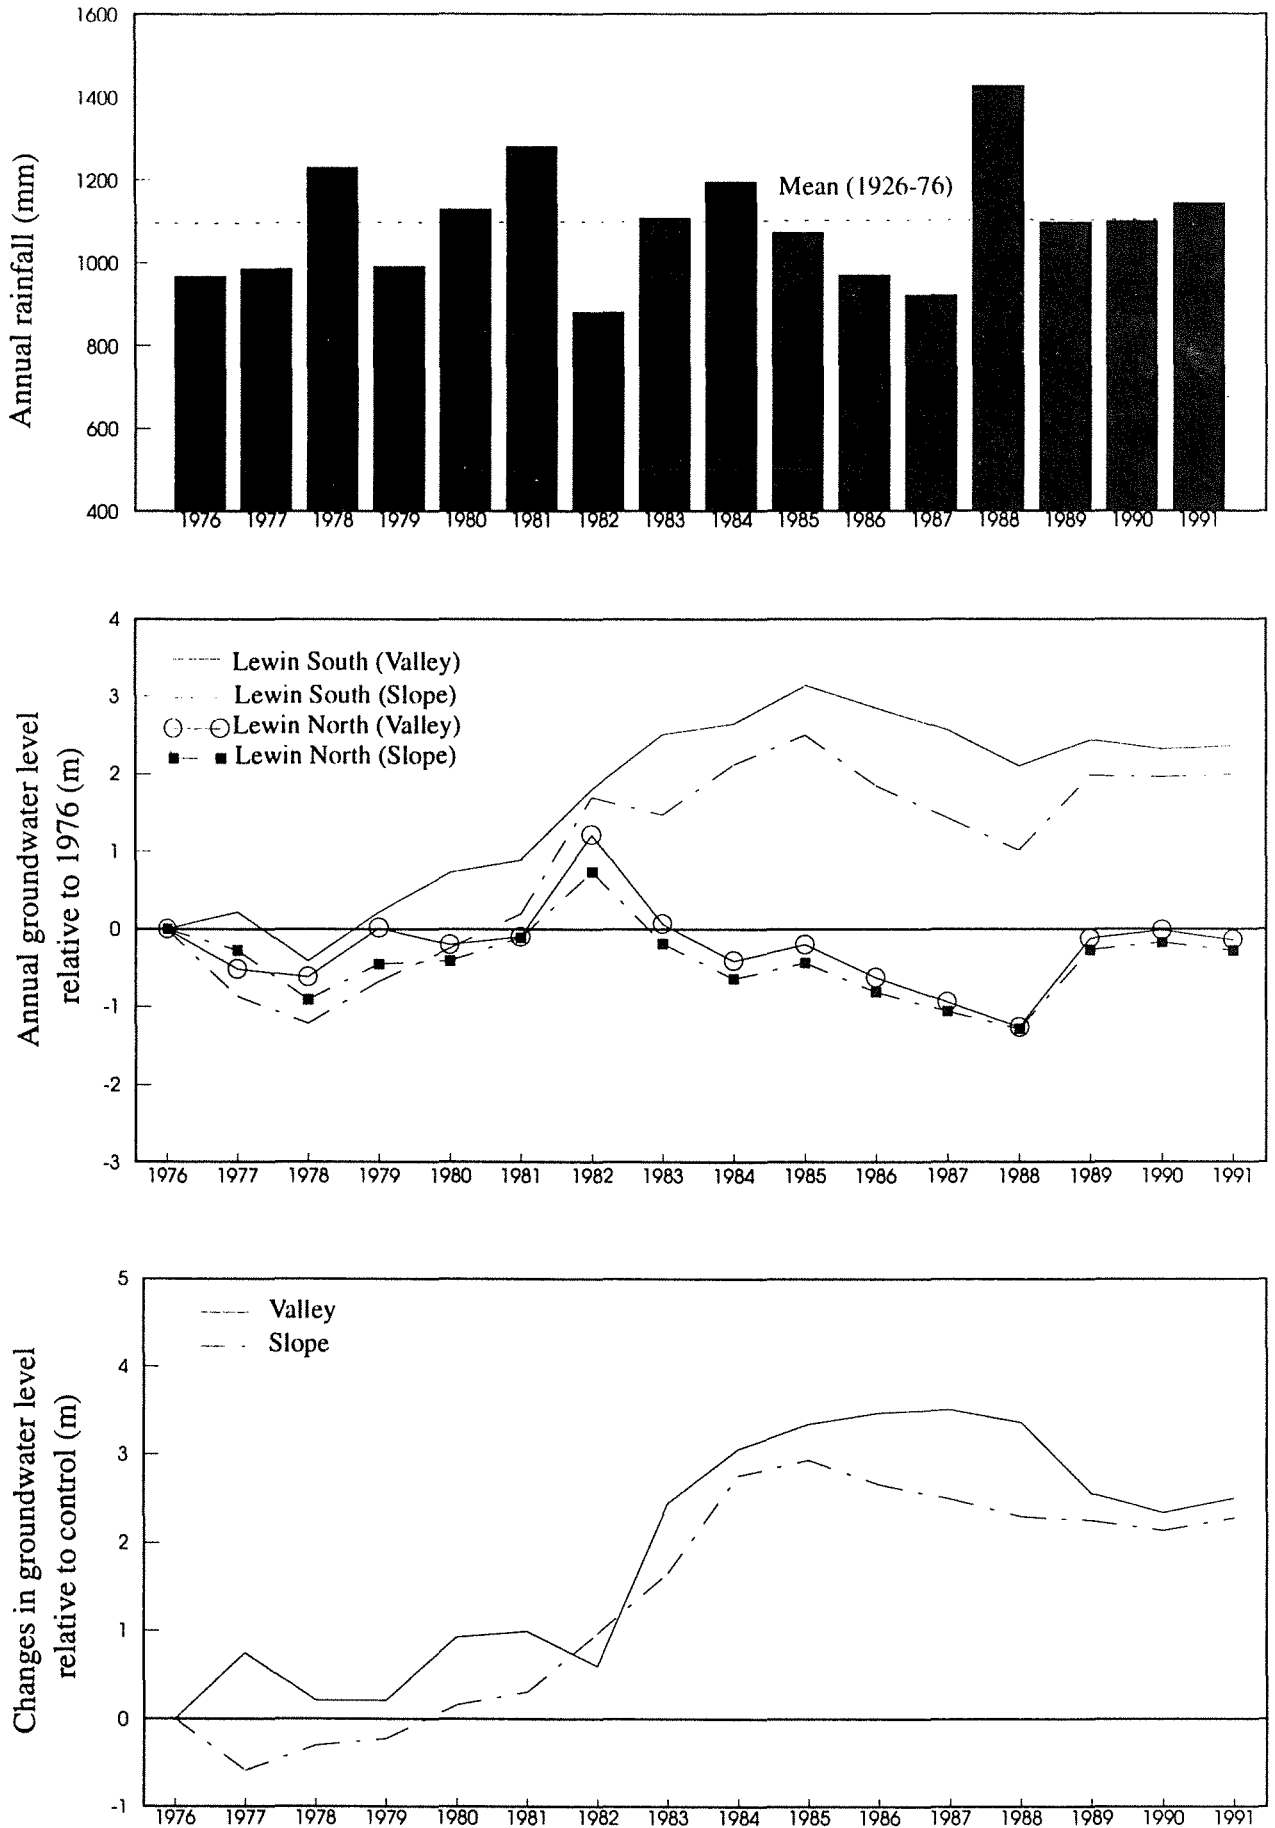 1600
1400
1200
1000
800
600
400
Annual rainfall (mm)
Mean (1926-76)
1976 1977 1978 1979 1980 1981 1982 1983 1984 1985 1986 1987 1988 1989 1990 1991
4
3
2
1
0
-1
-2
-3
Annual groundwater level
relative to 1976 (m)
Lewin South (Valley)
Lewin South (Slope)
Lewin North (Valley)
Lewin North (Slope)
1976 1977 1978 1979 1980 1981 1982 1983 1984 1985 1986 1987 1988 1989 1990 1991
5
4
3
2
1
0
-1
Changes in groundwater level
relative to control (m)
Valley
Slope
1976 1977 1978 1979 1980 1981 1982 1983 1984 1985 1986 1987 1988 1989 1990 1991